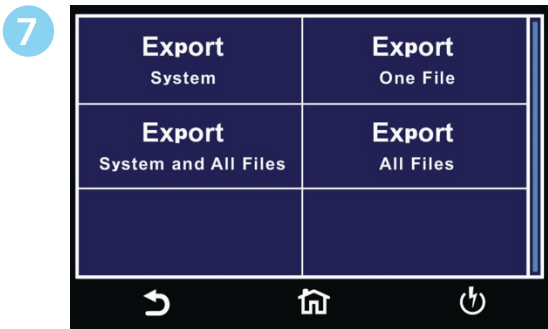 7
Export
System
Export
One File
Export
System and All Files
Export
All Files